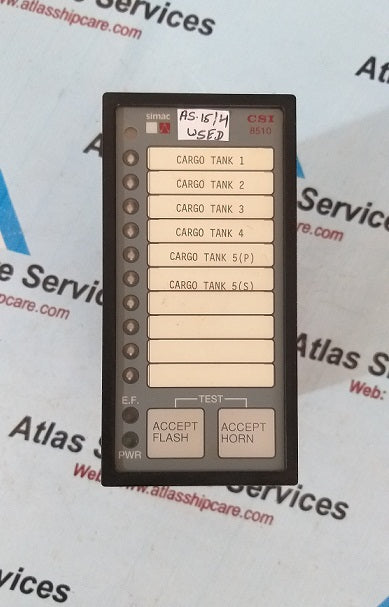 Services
www.atlasshipcare.com
Atlas
simac
AS-15/4
USED
CSI
8510
CARGO TANK 1
CARGO TANK 2
CARGO TANK 3
CARGO TANK 4
CARGO TANK 5(P)
CARGO TANK 5(S)
E.F.
TEST
ACCEPT FLASH
ACCEPT HORN
PWR
Service
e Servic
pcare.com
Atlas S
Web:
Atlas
Services
Web:
www.atlasshipcare.com
vices